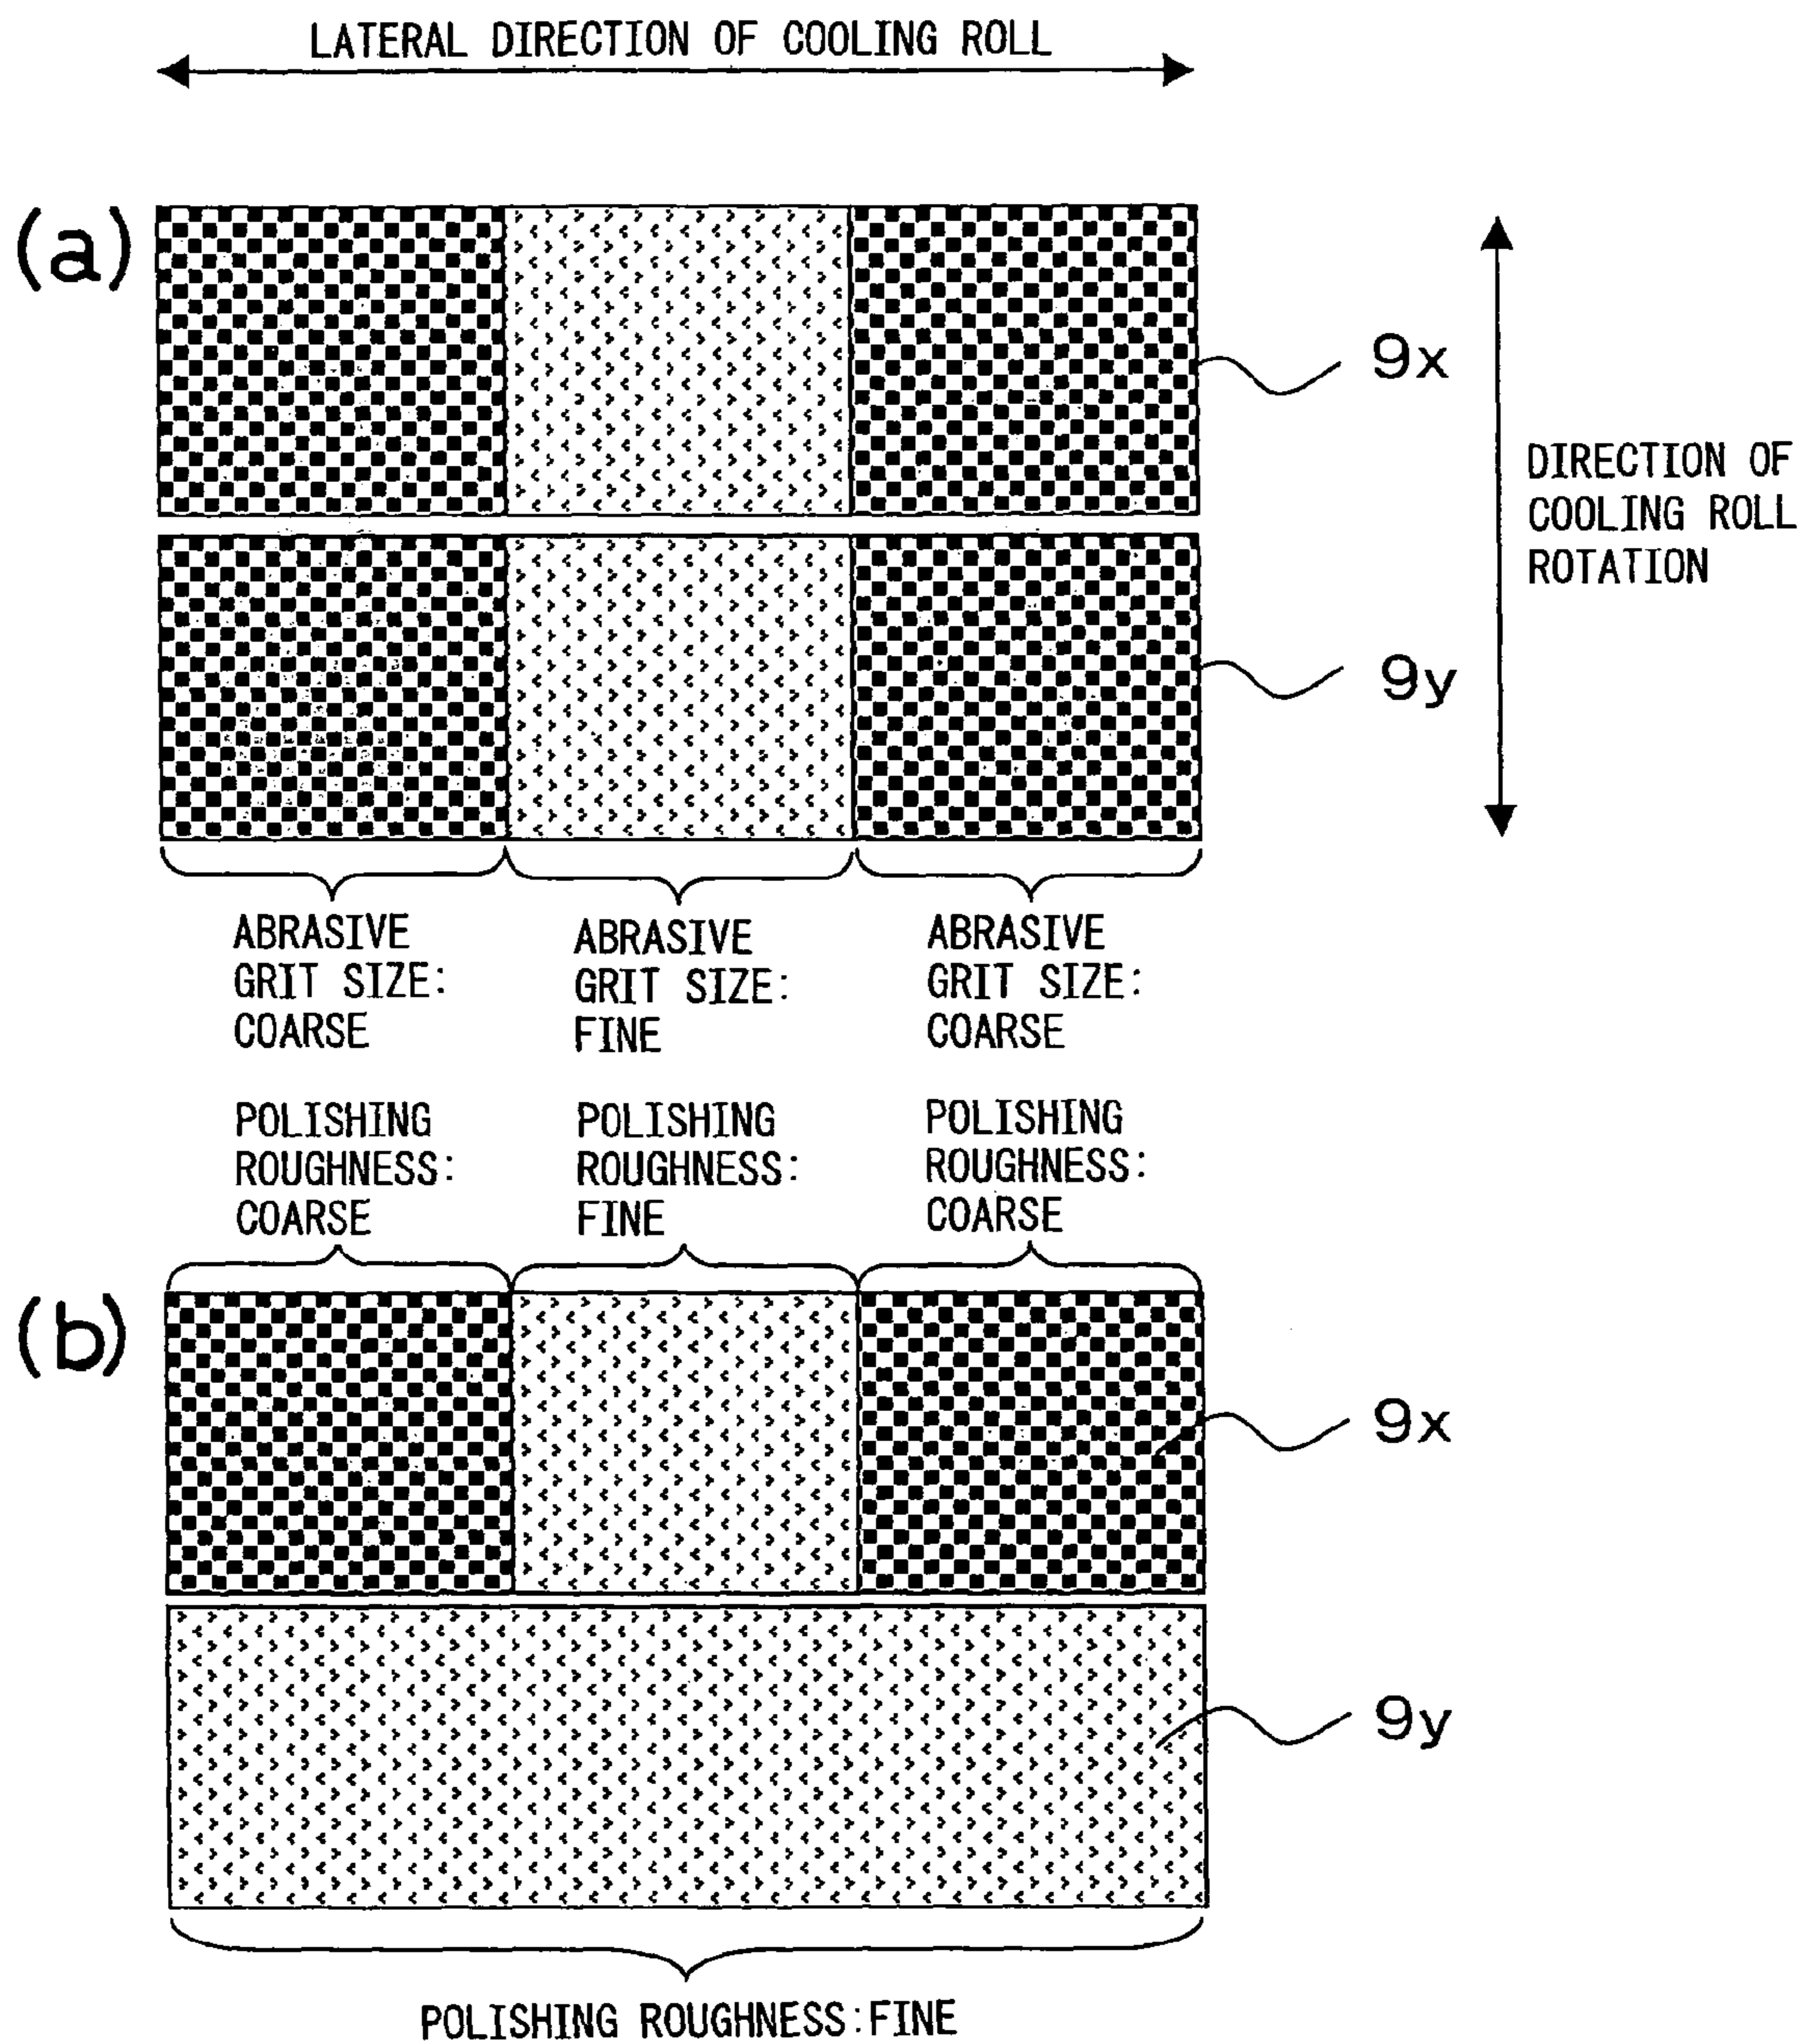 LATERAL DIRECTION OF COOLING ROLL
(a)
9x
DIRECTION OF
COOLING ROLL
ROTATION
9y
ABRASIVE
GRIT SIZE:
COARSE
ABRASIVE
GRIT SIZE:
FINE
ABRASIVE
GRIT SIZE:
COARSE
POLISHING
ROUGHNESS:
COARSE
POLISHING
ROUGHNESS:
FINE
POLISHING
ROUGHNESS:
COARSE
(b)
9x
9y
POLISHING ROUGHNESS:FINE